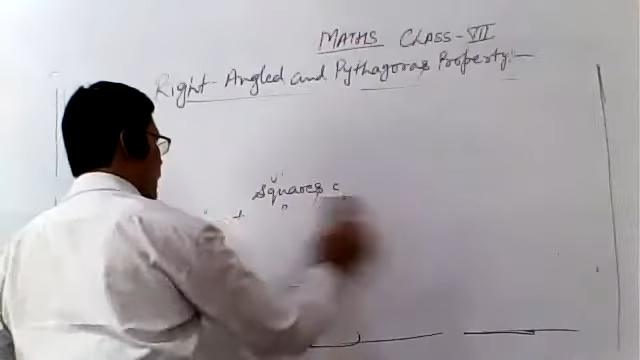 MATHS CLASS-VII
Right Angled and Pythagoras Property:-
Squares